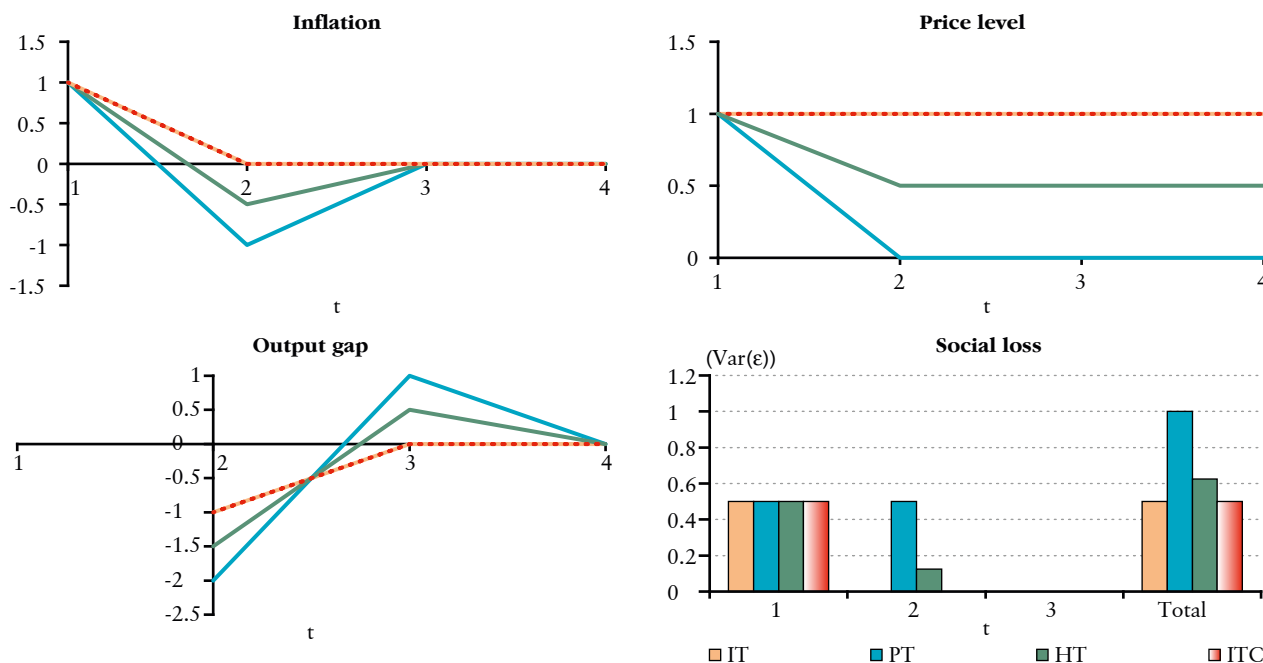 Inflation
1.5
1
0.5
0
-0.5
-1
-1.5
1 2 3 4
t
Price level
1.5
1
0.5
0
1 2 3 4
t
Output gap
1
0.5
0
-0.5
-1
-1.5
-2
-2.5
1 2 3 4
t
Social loss
(Var(ε))
1.2
1
0.8
0.6
0.4
0.2
0
1 2 3 Total
t
IT PT HT ITC